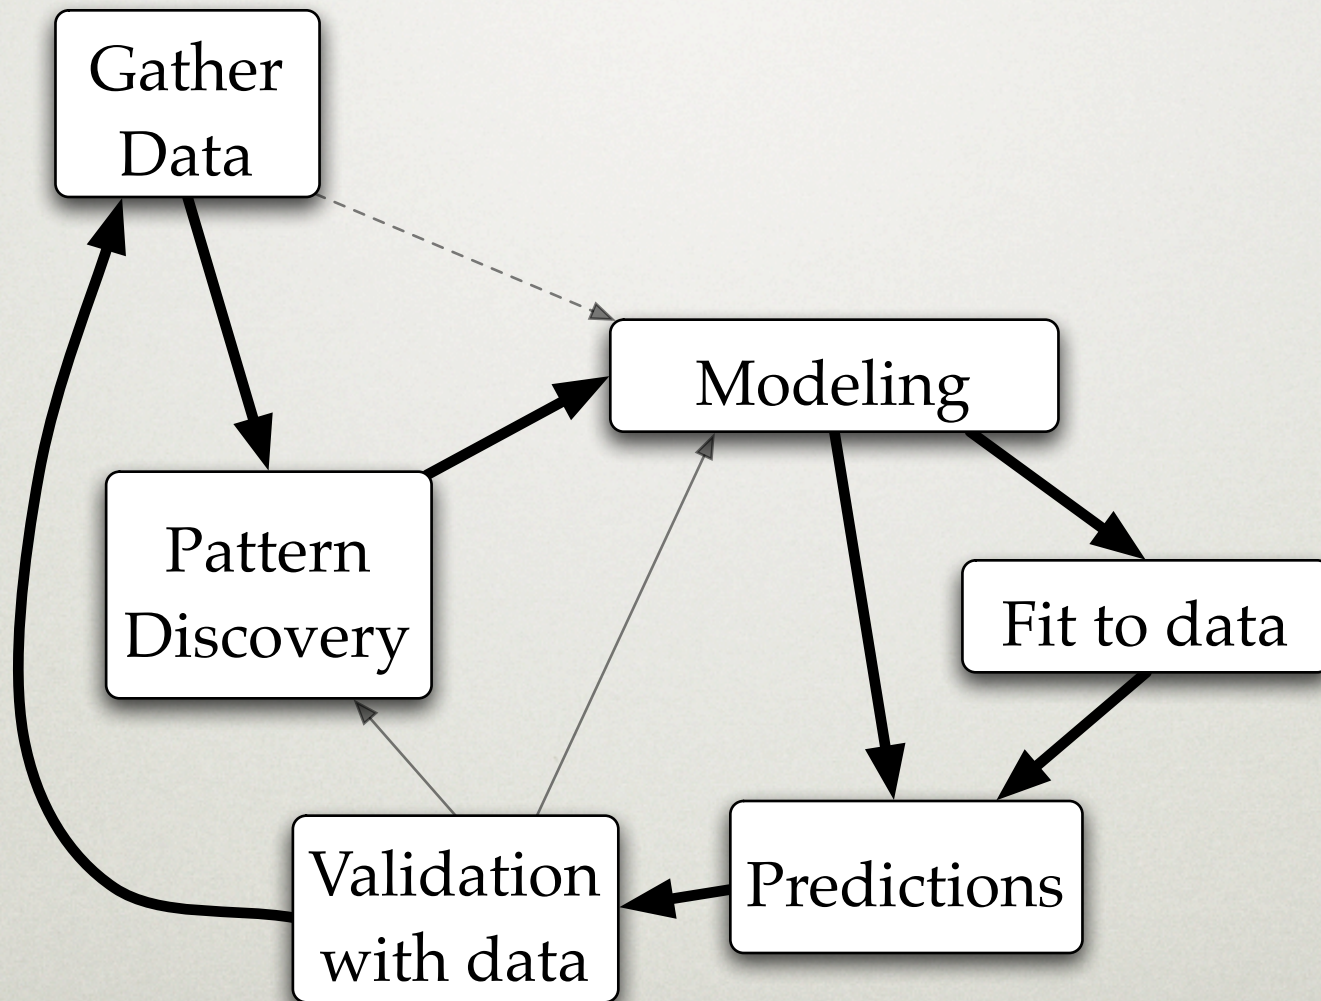 Gather
Data
Modeling
Pattern
Discovery
Fit to data
Validation
with data
Predictions